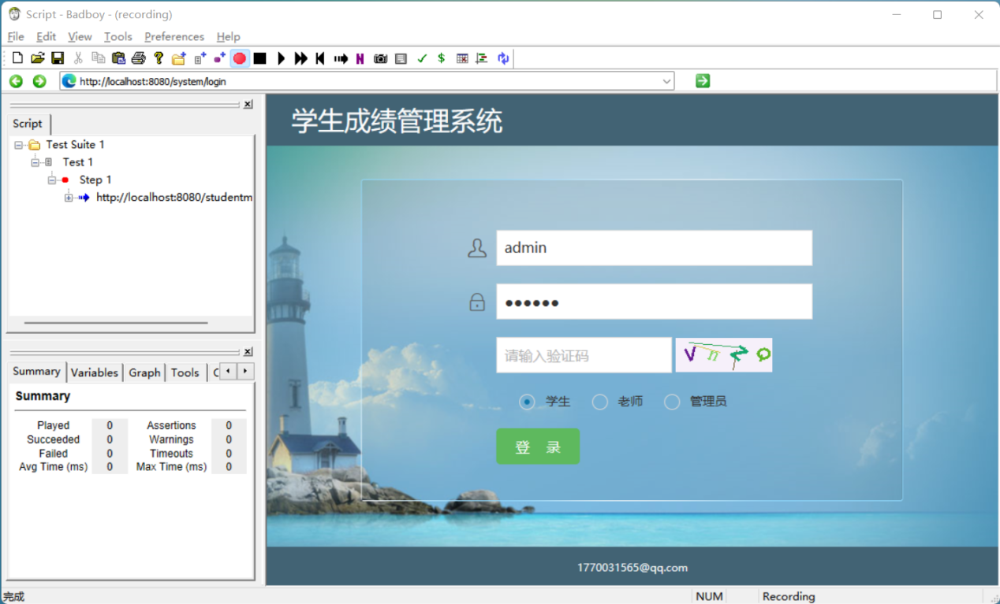 Script - Badboy - (recording)
File Edit View Tools Preferences Help
http://localhost:8080/system/login
Script
Test Suite 1
Test 1
Step 1
http://localhost:8080/studentm
Summary Variables Graph Tools
Summary
Played 0 Assertions 0
Succeeded 0 Warnings 0
Failed 0 Timeouts 0
Avg Time (ms) 0 Max Time (ms) 0
学生成绩管理系统
admin
请输入验证码
学生 老师 管理员
登 录
1770031565@qq.com
完成 NUM Recording